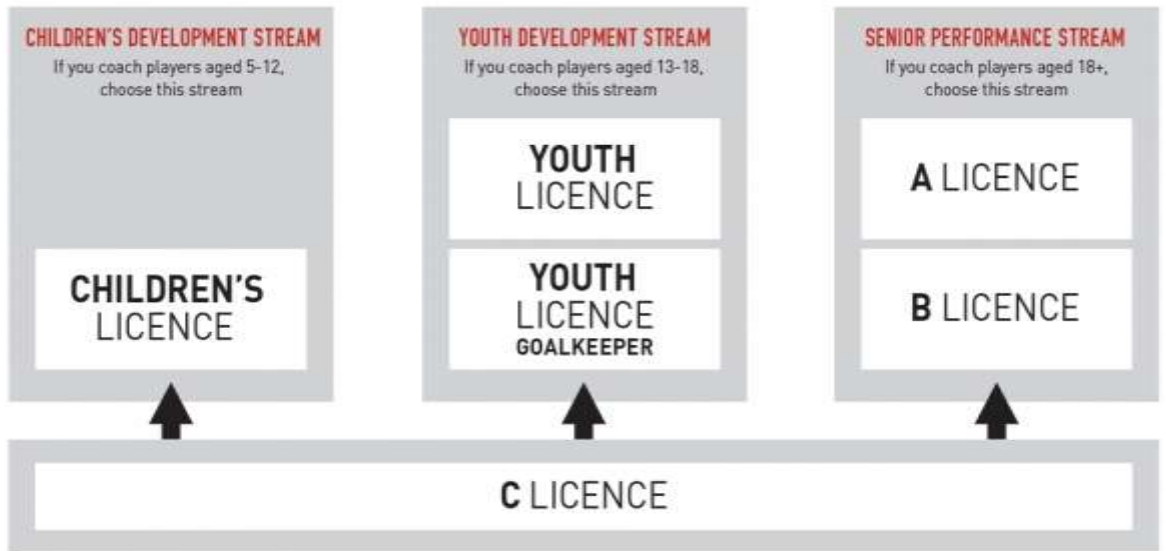 CHILDREN'S DEVELOPMENT STREAM
If you coach players aged 5-12,
choose this stream
CHILDREN'S
LICENCE
YOUTH DEVELOPMENT STREAM
If you coach players aged 13-18,
choose this stream
YOUTH
LICENCE
YOUTH
LICENCE
GOALKEEPER
SENIOR PERFORMANCE STREAM
If you coach players aged 18+,
choose this stream
A LICENCE
B LICENCE
C LICENCE